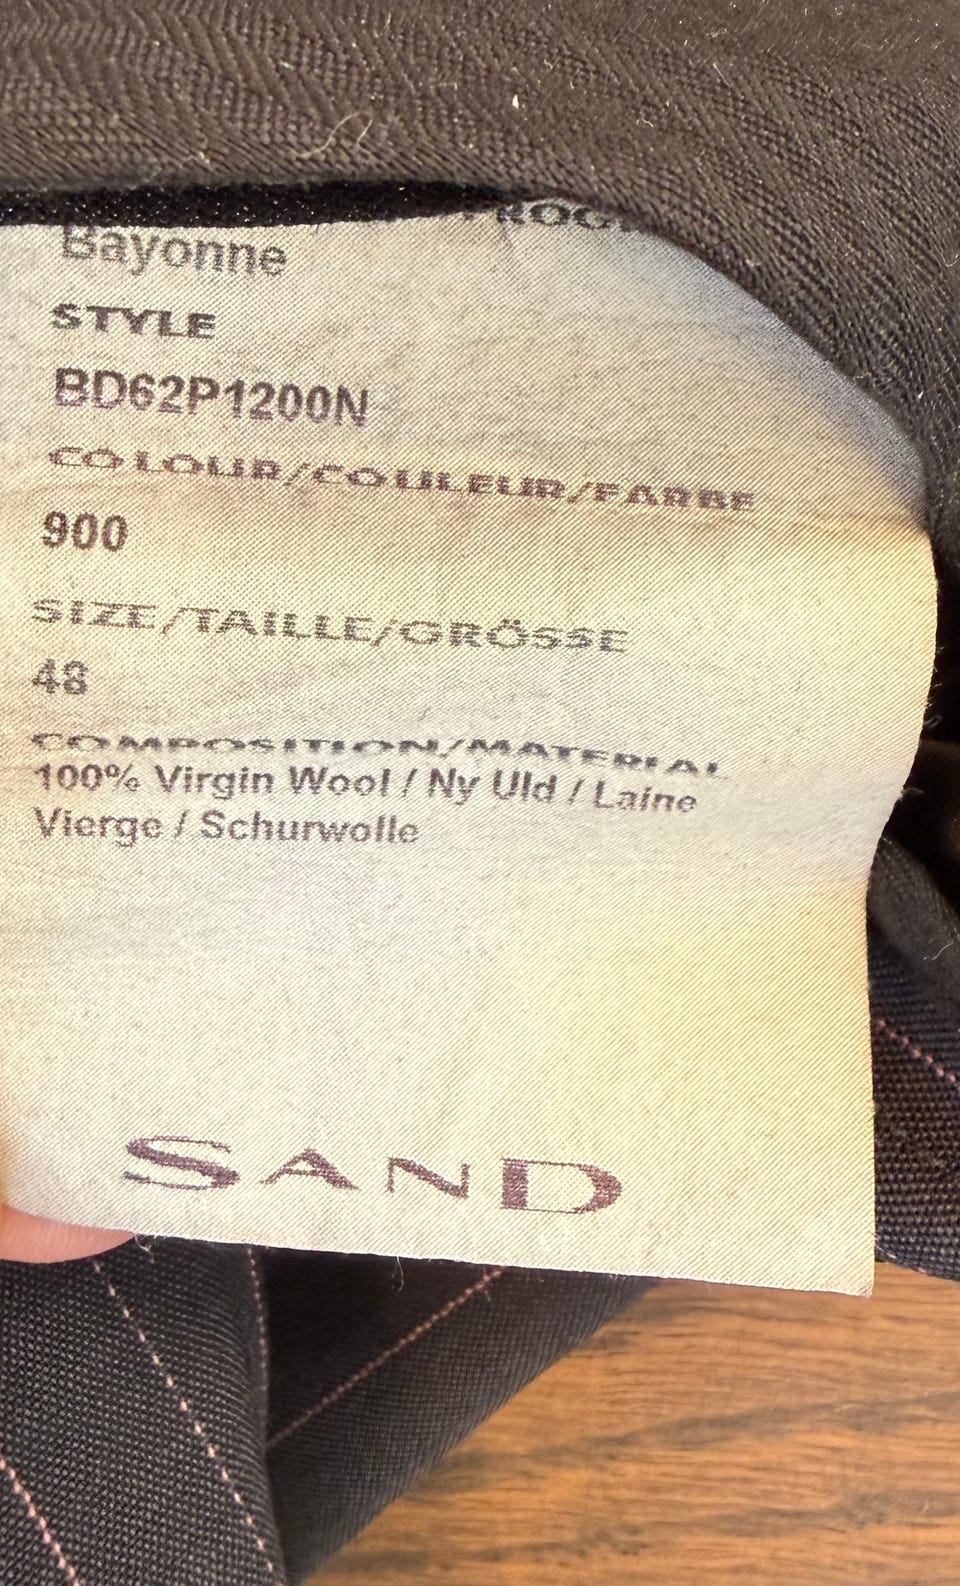 Bayonne
STYLE
BD62P1200N
COLOUR/COULEUR/FARBE
900
SIZE/TAILLE/GRÖSSE
48
COMPOSITION/MATERIAL
100% Virgin Wool / Ny Uld / Laine
Vierge / Schurwolle
SAND